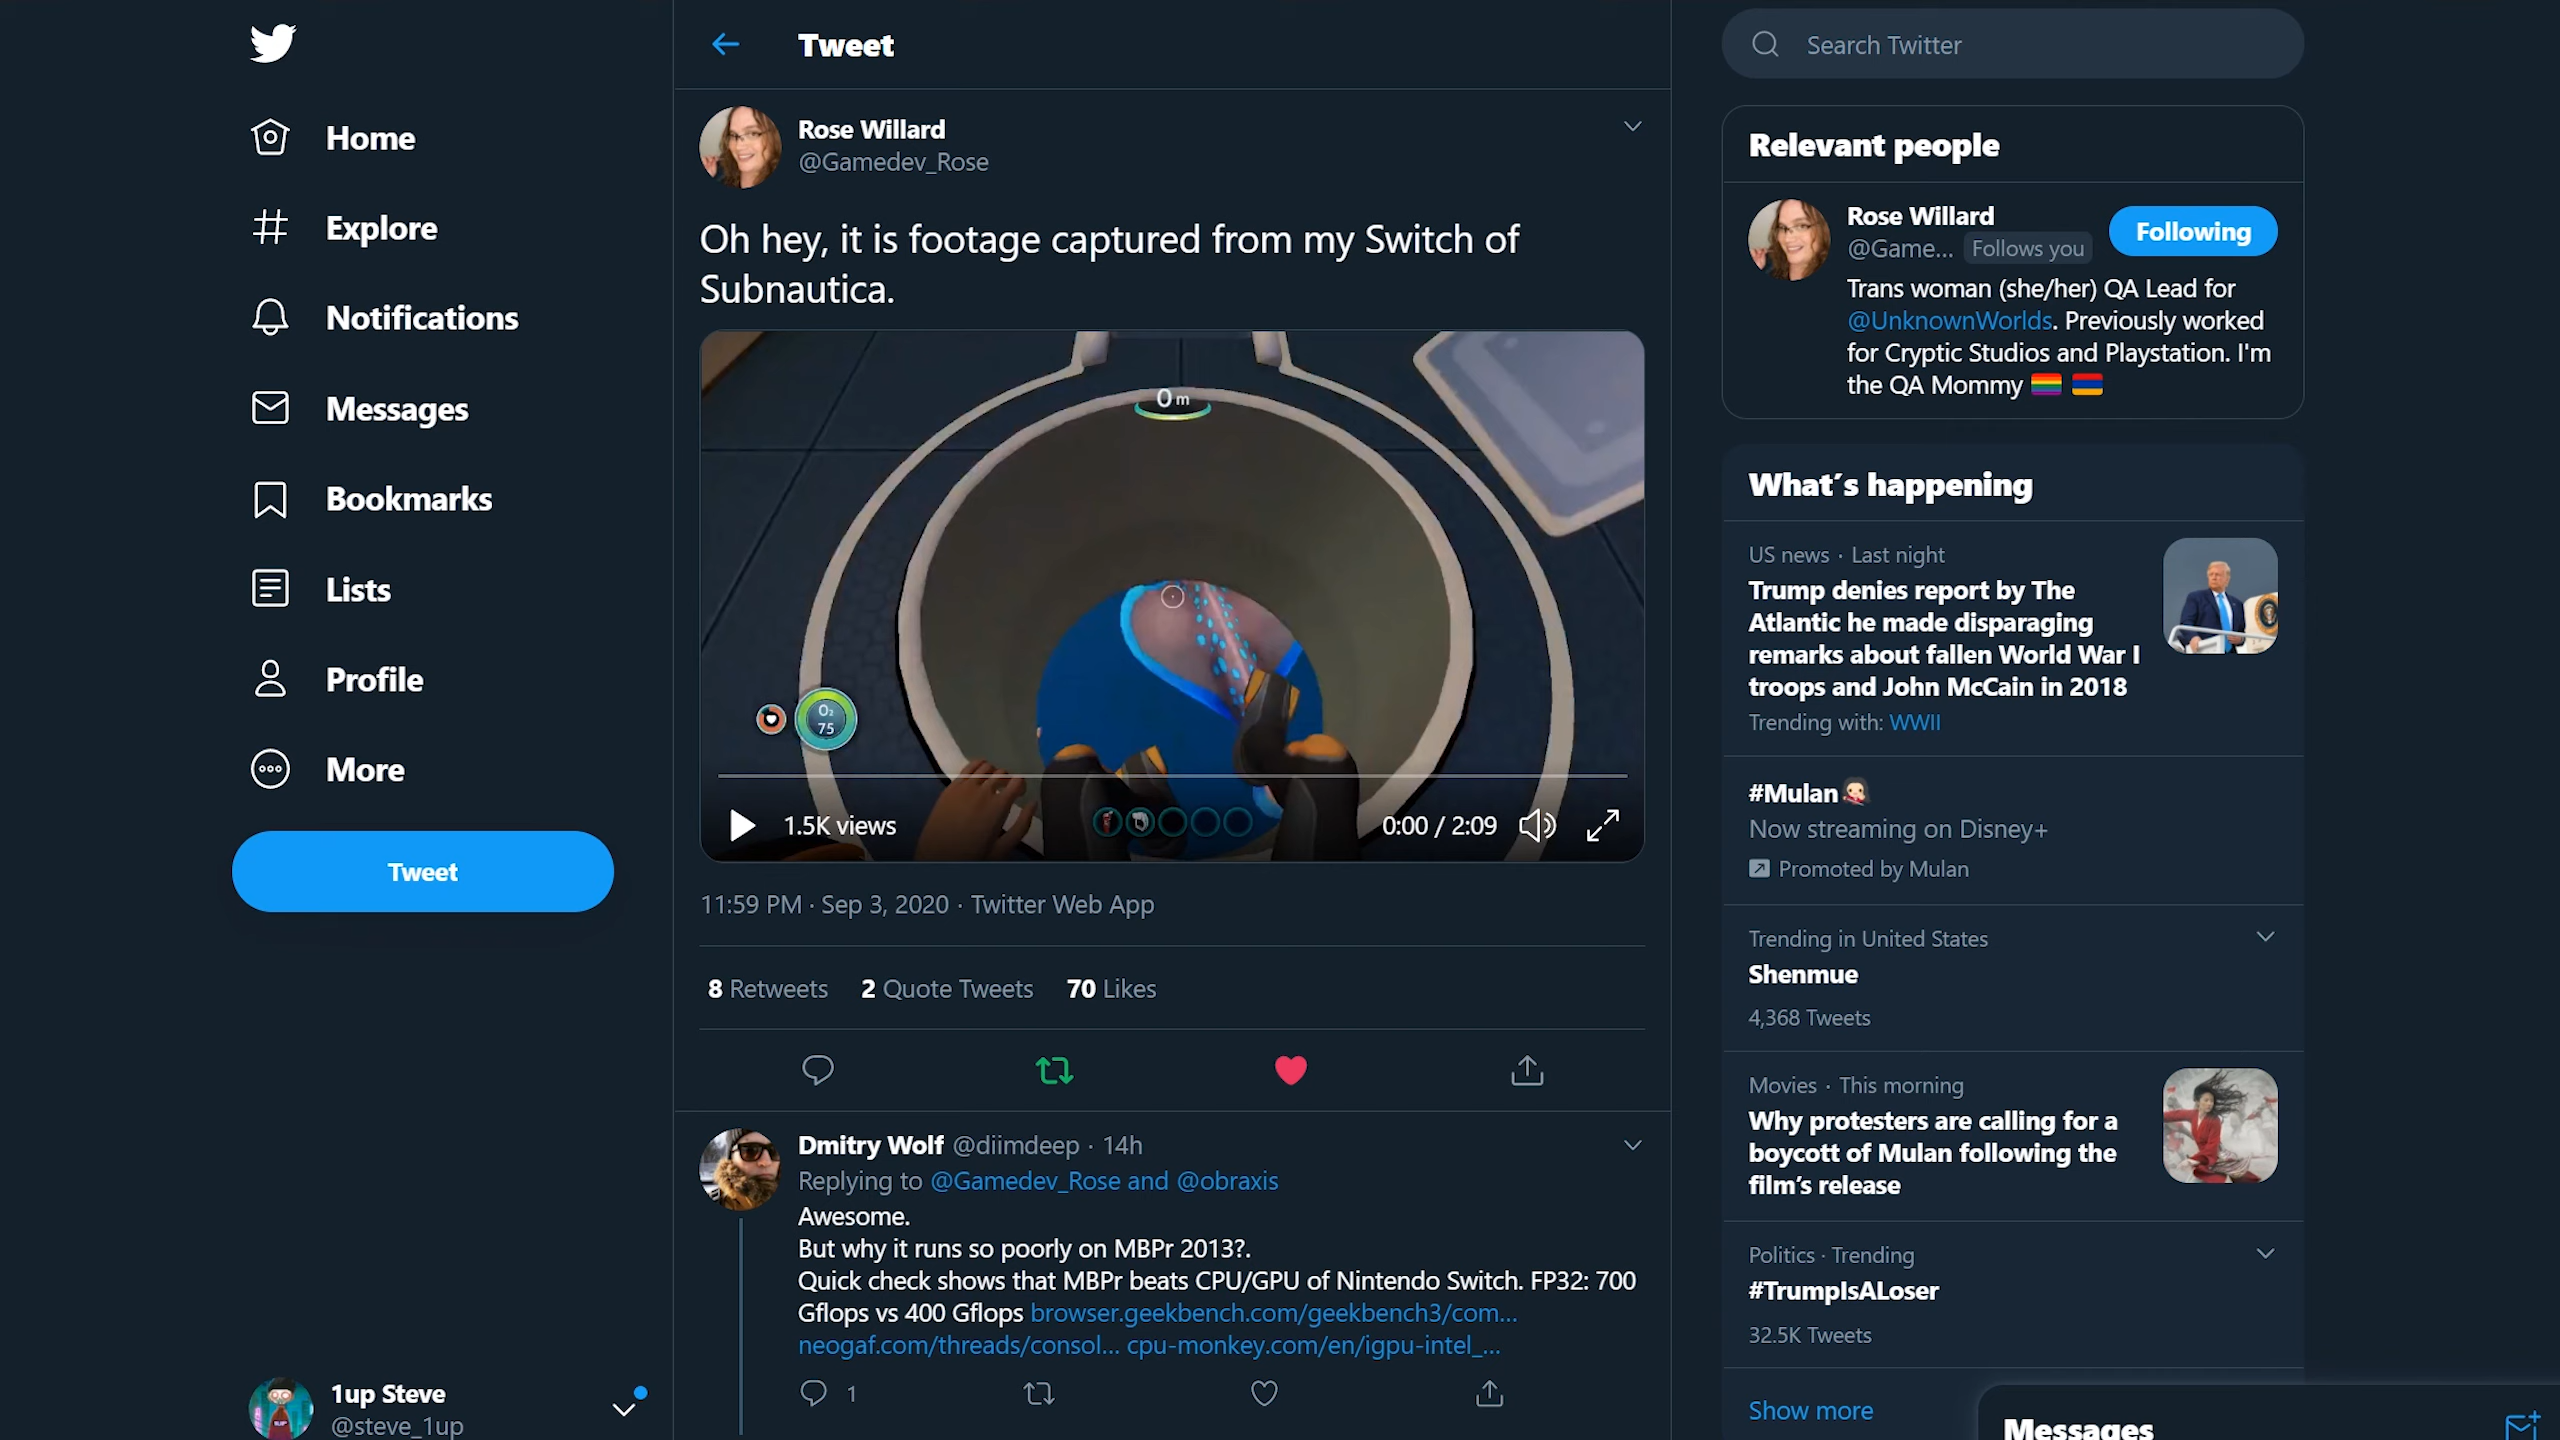 Home
Explore
Notifications
Messages
Bookmarks
Lists
Profile
More
Tweet
1up Steve
@steve_1up
Tweet
Rose Willard
@Gamedev_Rose
Oh hey, it is footage captured from my Switch of
Subnautica.
0 m
O₂
75
1.5K views
0:00 / 2:09
11:59 PM · Sep 3, 2020 · Twitter Web App
8 Retweets 2 Quote Tweets 70 Likes
Dmitry Wolf @diimdeep · 14h
Replying to @Gamedev_Rose and @obraxis
Awesome.
But why it runs so poorly on MBPr 2013?.
Quick check shows that MBPr beats CPU/GPU of Nintendo Switch. FP32: 700
Gflops vs 400 Gflops browser.geekbench.com/geekbench3/com...
neogaf.com/threads/consol... cpu-monkey.com/en/igpu-intel_...
1
Search Twitter
Relevant people
Rose Willard
@Game... Follows you
Following
Trans woman (she/her) QA Lead for
@UnknownWorlds. Previously worked
for Cryptic Studios and Playstation. I'm
the QA Mommy
What's happening
US news · Last night
Trump denies report by The
Atlantic he made disparaging
remarks about fallen World War I
troops and John McCain in 2018
Trending with: WWII
#Mulan
Now streaming on Disney+
Promoted by Mulan
Trending in United States
Shenmue
4,368 Tweets
Movies · This morning
Why protesters are calling for a
boycott of Mulan following the
film's release
Politics · Trending
#TrumpIsALoser
32.5K Tweets
Show more
Messages